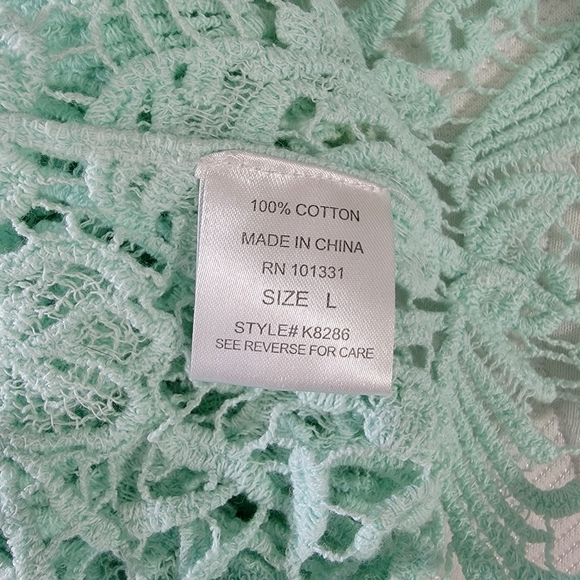 100% COTTON
MADE IN CHINA
RN 101331
SIZE L
STYLE# K8286
SEE REVERSE FOR CARE